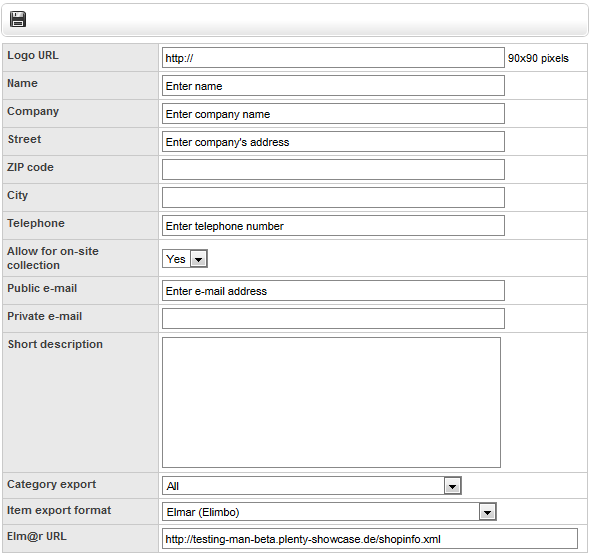 Logo URL http:// 90x90 pixels
Name Enter name
Company Enter company name
Street Enter company's address
ZIP code
City
Telephone Enter telephone number
Allow for on-site
collection Yes
Public e-mail Enter e-mail address
Private e-mail
Short description
Category export All
Item export format Elmar (Elimbo)
Elm@r URL http://testing-man-beta.plenty-showcase.de/shopinfo.xml